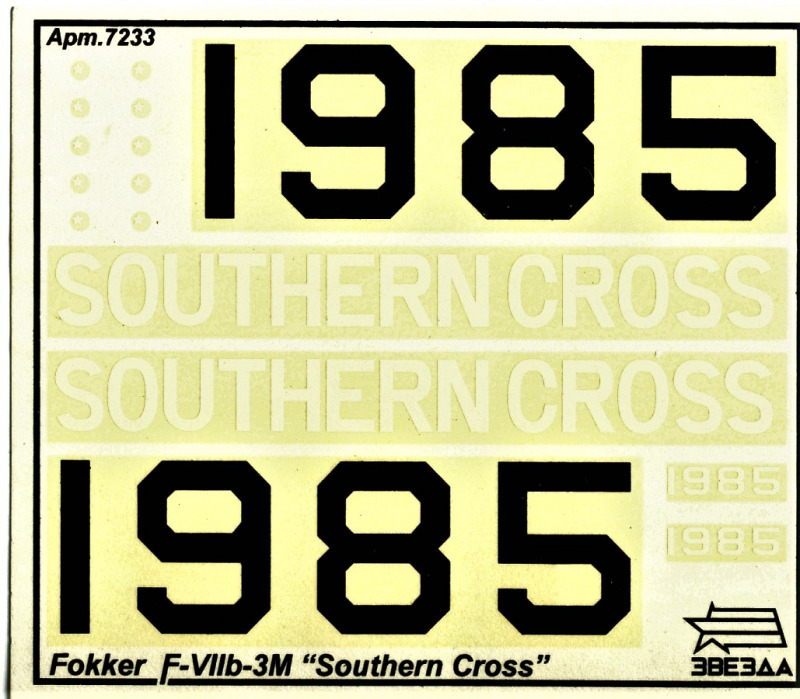 Арт.7233
1985
SOUTHERN CROSS
SOUTHERN CROSS
1985
1985
1985
Fokker F-VIIb-3M “Southern Cross”
ЗВЕЗДА